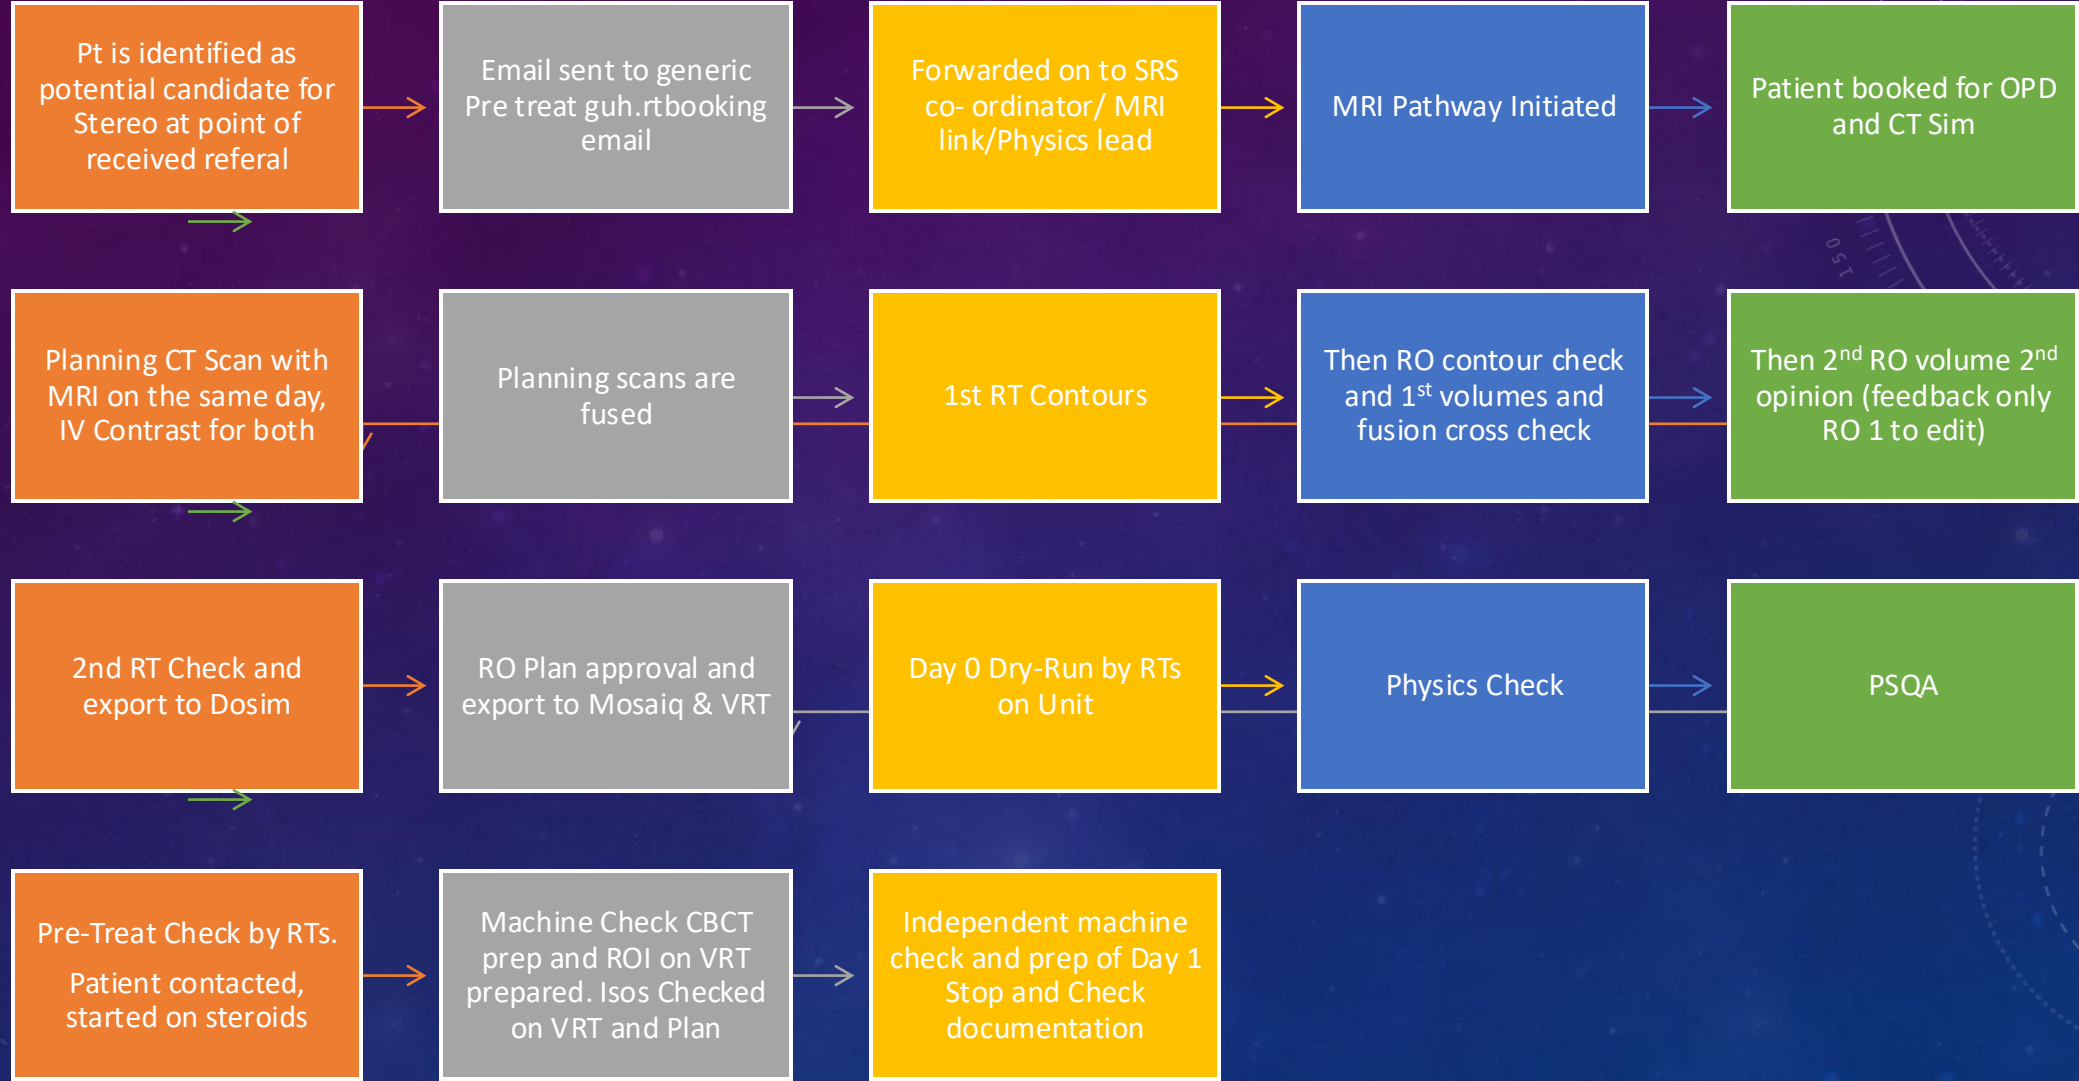 Pt is identified as
potential candidate for
Stereo at point of
received referal
Email sent to generic
Pre treat guh.rtbooking
email
Forwarded on to SRS
co- ordinator/ MRI
link/Physics lead
MRI Pathway Initiated
Patient booked for OPD
and CT Sim
150
Planning CT Scan with
MRI on the same day,
IV Contrast for both
Planning scans are
fused
1st RT Contours
Then RO contour check
and 1st volumes and
fusion cross check
Then 2nd RO volume 2nd
opinion (feedback only
RO 1 to edit)
2nd RT Check and
export to Dosim
RO Plan approval and
export to Mosaiq & VRT
Day 0 Dry-Run by RTs
on Unit
Physics Check
PSQA
Pre-Treat Check by RTs.
Patient contacted,
started on steroids
Machine Check CBCT
prep and ROI on VRT
prepared. Isos Checked
on VRT and Plan
Independent machine
check and prep of Day 1
Stop and Check
documentation